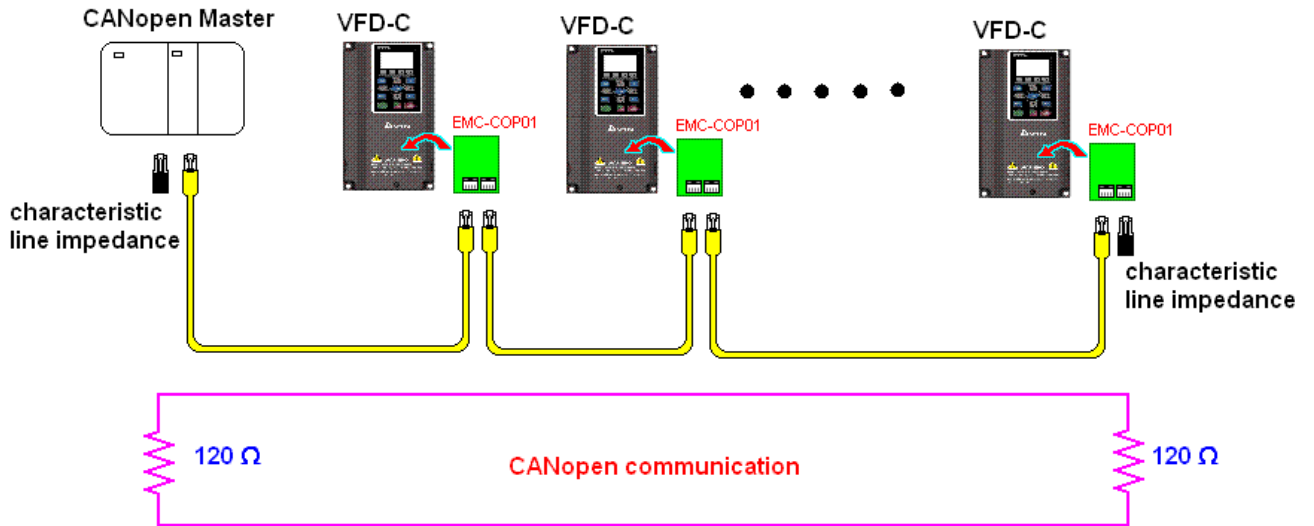 CANopen Master
VFD-C
VFD-C
VFD-C
EMC-COP01
EMC-COP01
EMC-COP01
characteristic
line impedance
characteristic
line impedance
120 Ω
CANopen communication
120 Ω